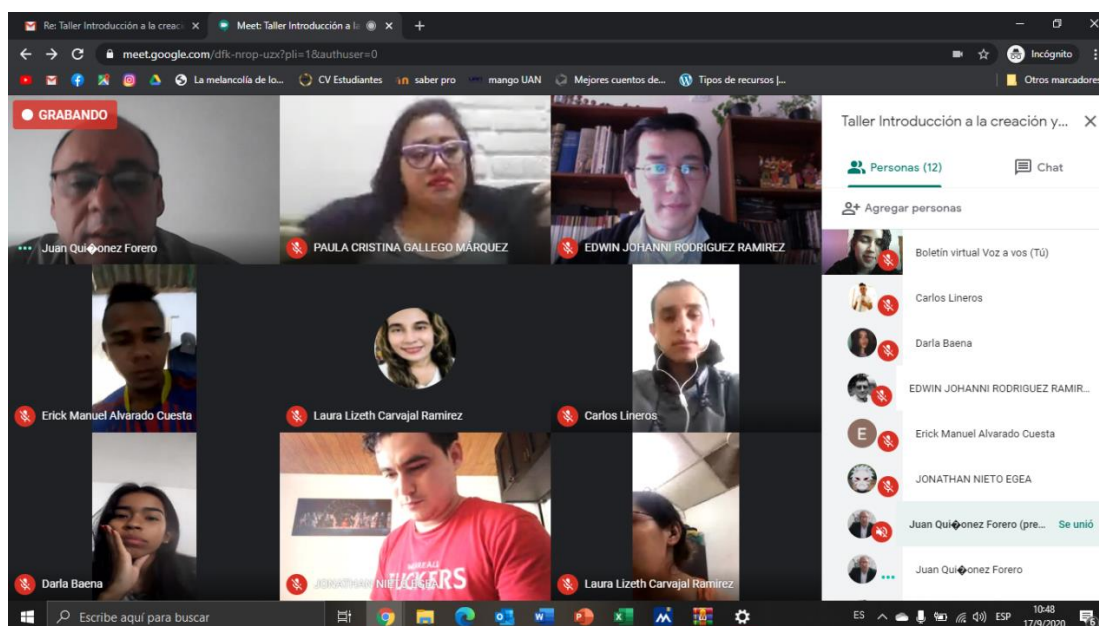 Re: Taller Introducción a la creaci
Meet: Taller Introducción a la
meet.google.com/dfk-nrop-uzx?pli=1&authuser=0
Incógnito
La melancolía de lo...
CV Estudiantes
saber pro
mango UAN
Mejores cuentos de...
Tipos de recursos |...
Otros marcadores
GRABANDO
Juan Qui�onez Forero
PAULA CRISTINA GALLEGO MÁRQUEZ
EDWIN JOHANNI RODRIGUEZ RAMIREZ
Erick Manuel Alvarado Cuesta
Laura Lizeth Carvajal Ramirez
Carlos Lineros
Darla Baena
JONATHAN NIETO EGEA
Laura Lizeth Carvajal Ramirez
Taller Introducción a la creación y...
Personas (12)
Chat
Agregar personas
Boletín virtual Voz a vos (Tú)
Carlos Lineros
Darla Baena
EDWIN JOHANNI RODRIGUEZ RAMIR...
E
Erick Manuel Alvarado Cuesta
JONATHAN NIETO EGEA
Juan Qui�onez Forero (pre... Se unió
Juan Qui�onez Forero
Escribe aquí para buscar
ES
ESP
10:48
17/9/2020
6